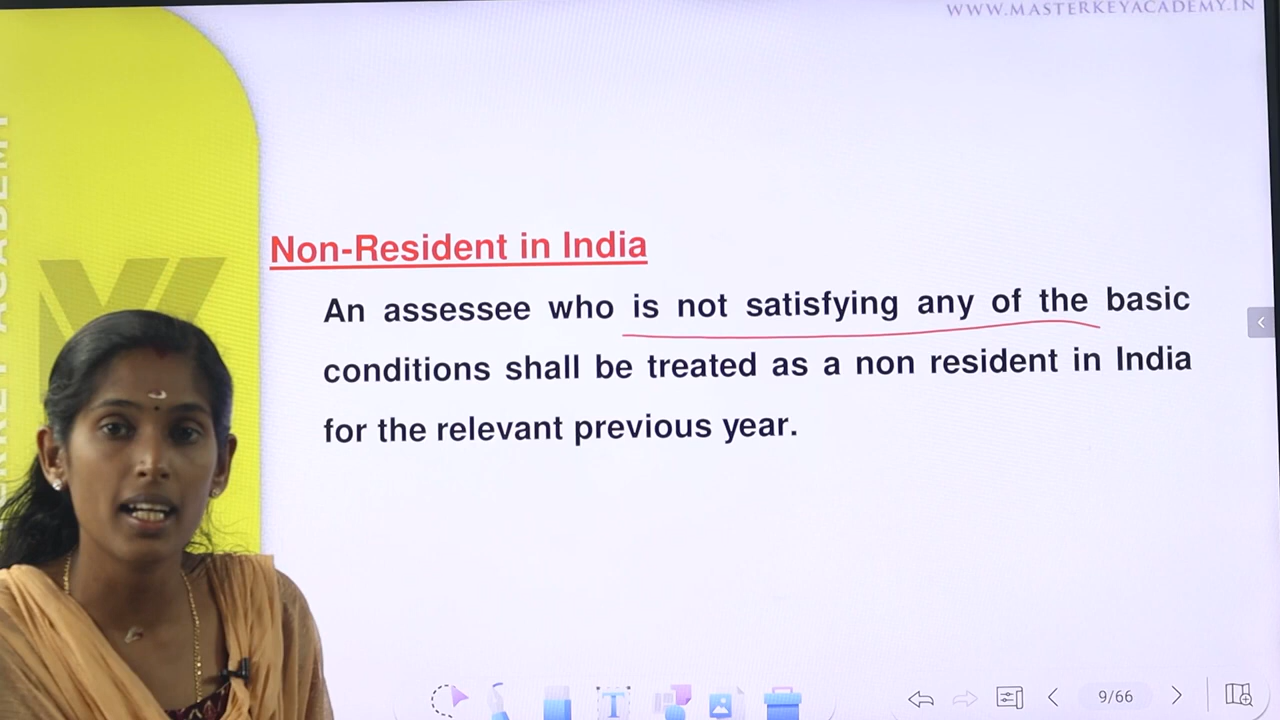 WWW.MASTERKEYACADEMY.IN
Non-Resident in India
An assessee who is not satisfying any of the basic
conditions shall be treated as a non resident in India
for the relevant previous year.
9/66
T